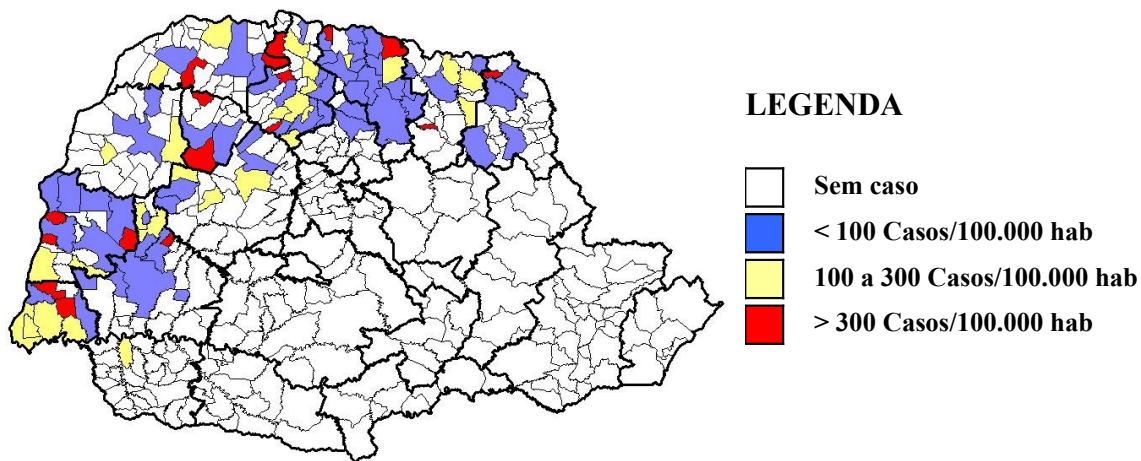 LEGENDA
Sem caso
< 100 Casos/100.000 hab
100 a 300 Casos/100.000 hab
> 300 Casos/100.000 hab